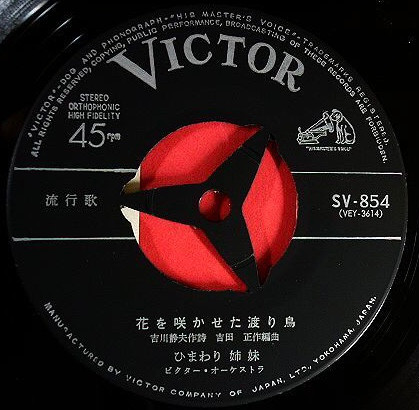 "VICTOR"—DOG AND PHONOGRAPH—"HIS MASTER'S VOICE"—TRADEMARKS REGISTERED.
ALL RIGHTS RESERVED, COPYING, PUBLIC PERFORMANCE, BROADCASTING OF THESE RECORDS ARE FORBIDDEN.
VICTOR
STEREO
ORTHOPHONIC
HIGH FIDELITY
45rpm
"HIS MASTER'S VOICE"
流行歌
SV-854
(VEY-3614)
花を咲かせた渡り鳥
吉川静夫作詩 吉田 正作編曲
ひまわり 姉妹
ビクター・オーケストラ
MANUFACTURED BY VICTOR COMPANY OF JAPAN, LTD., YOKOHAMA, JAPAN